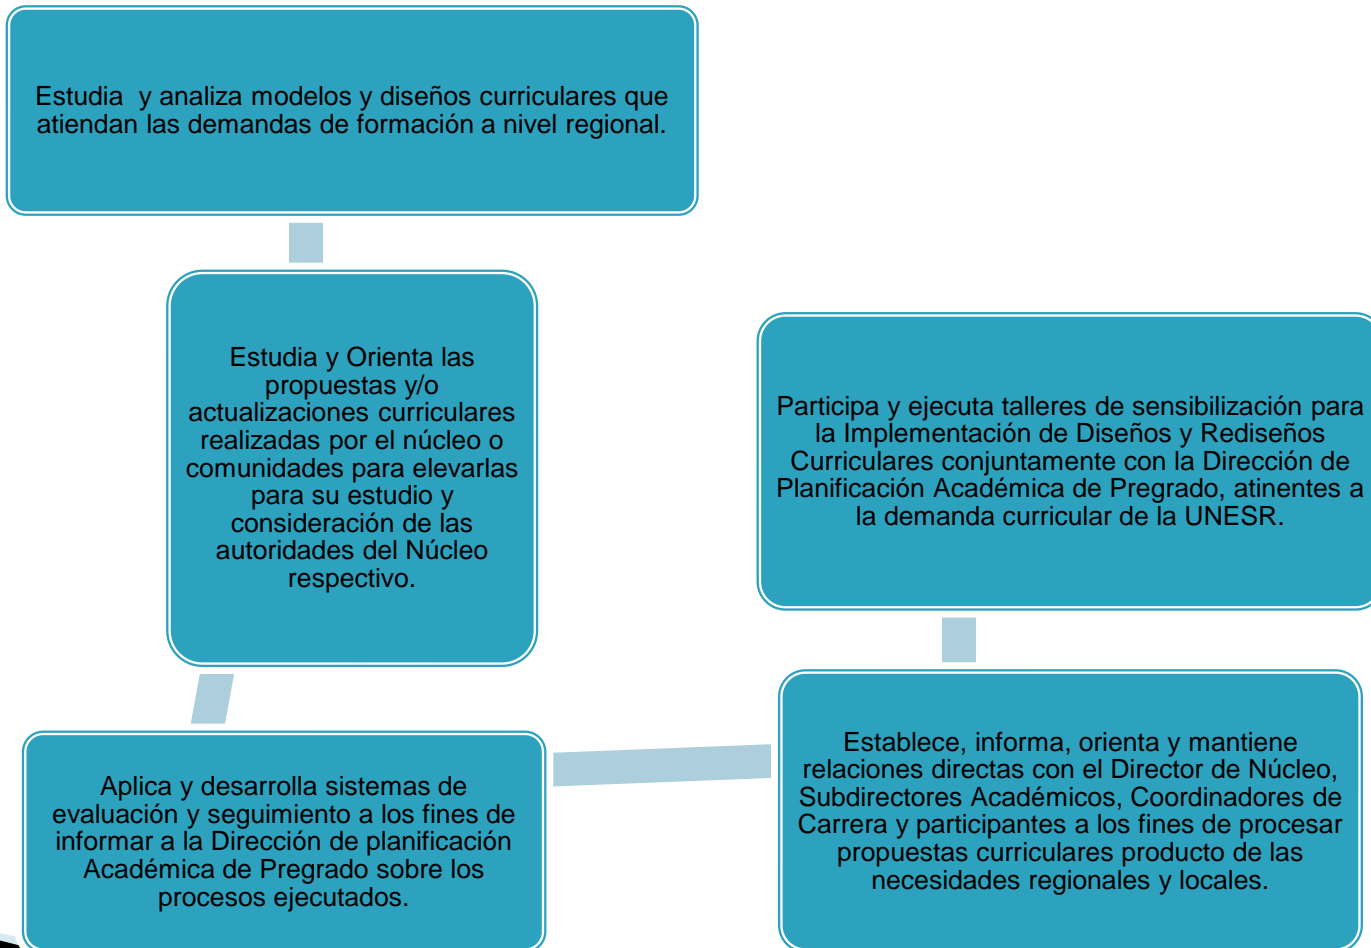 Estudia y analiza modelos y diseños curriculares que
atiendan las demandas de formación a nivel regional.
Estudia y Orienta las
propuestas y/o
actualizaciones curriculares
realizadas por el núcleo o
comunidades para elevarlas
para su estudio y
consideración de las
autoridades del Núcleo
respectivo.
Aplica y desarrolla sistemas de
evaluación y seguimiento a los fines de
informar a la Dirección de planificación
Académica de Pregrado sobre los
procesos ejecutados.
Establece, informa, orienta y mantiene
relaciones directas con el Director de Núcleo,
Subdirectores Académicos, Coordinadores de
Carrera y participantes a los fines de procesar
propuestas curriculares producto de las
necesidades regionales y locales.
Participa y ejecuta talleres de sensibilización para
la Implementación de Diseños y Rediseños
Curriculares conjuntamente con la Dirección de
Planificación Académica de Pregrado, atinentes a
la demanda curricular de la UNESR.